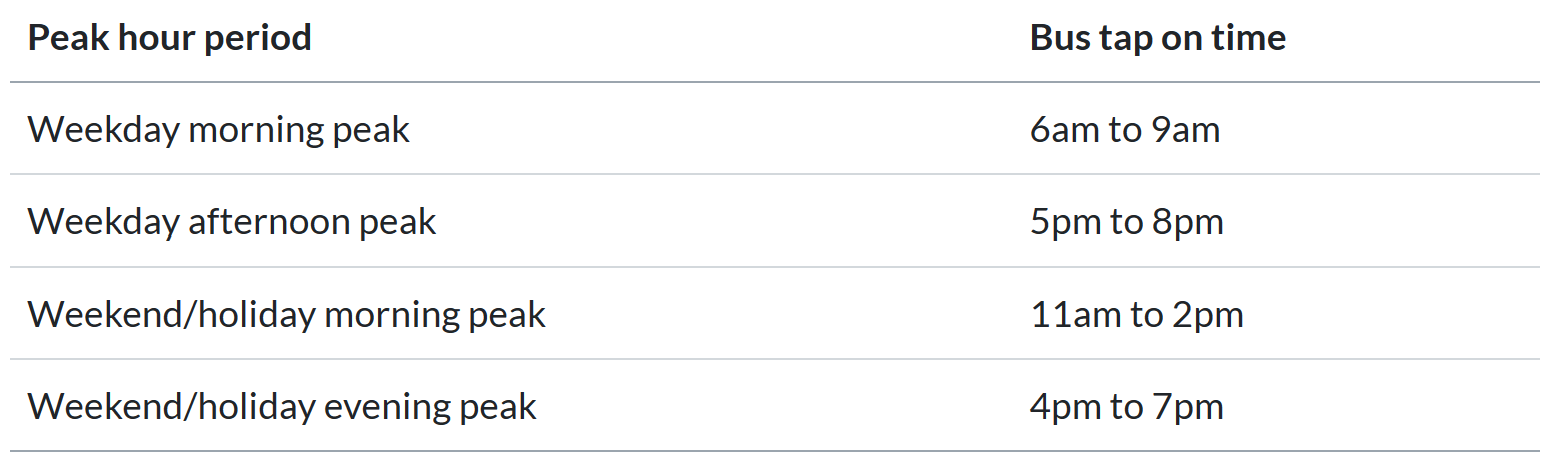 Peak hour period Bus tap on time
Weekday morning peak 6am to 9am
Weekday afternoon peak 5pm to 8pm
Weekend/holiday morning peak 11am to 2pm
Weekend/holiday evening peak 4pm to 7pm